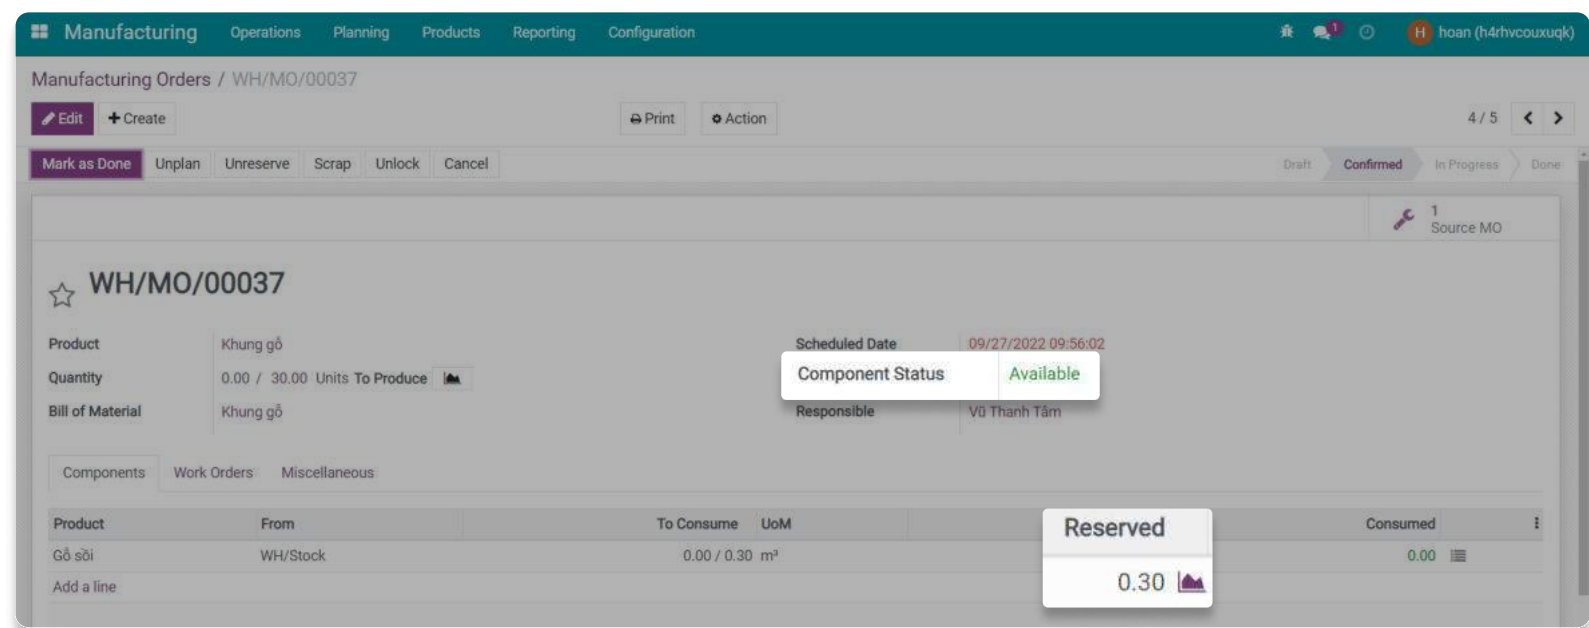 Manufacturing Operations Planning Products Reporting Configuration 1 H hoan (h4rhvcouxuqk)
Manufacturing Orders / WH/MO/00037
Edit + Create Print Action 4 / 5
Mark as Done Unplan Unreserve Scrap Unlock Cancel Draft Confirmed In Progress Done
1
Source MO
WH/MO/00037
Product Khung gỗ Scheduled Date 09/27/2022 09:56:02
Quantity 0.00 / 30.00 Units To Produce Component Status Available
Bill of Material Khung gỗ Responsible Vũ Thanh Tâm
Components Work Orders Miscellaneous
Product From To Consume UoM Reserved Consumed
Gỗ sồi WH/Stock 0.00 / 0.30 m³ 0.30 0.00
Add a line